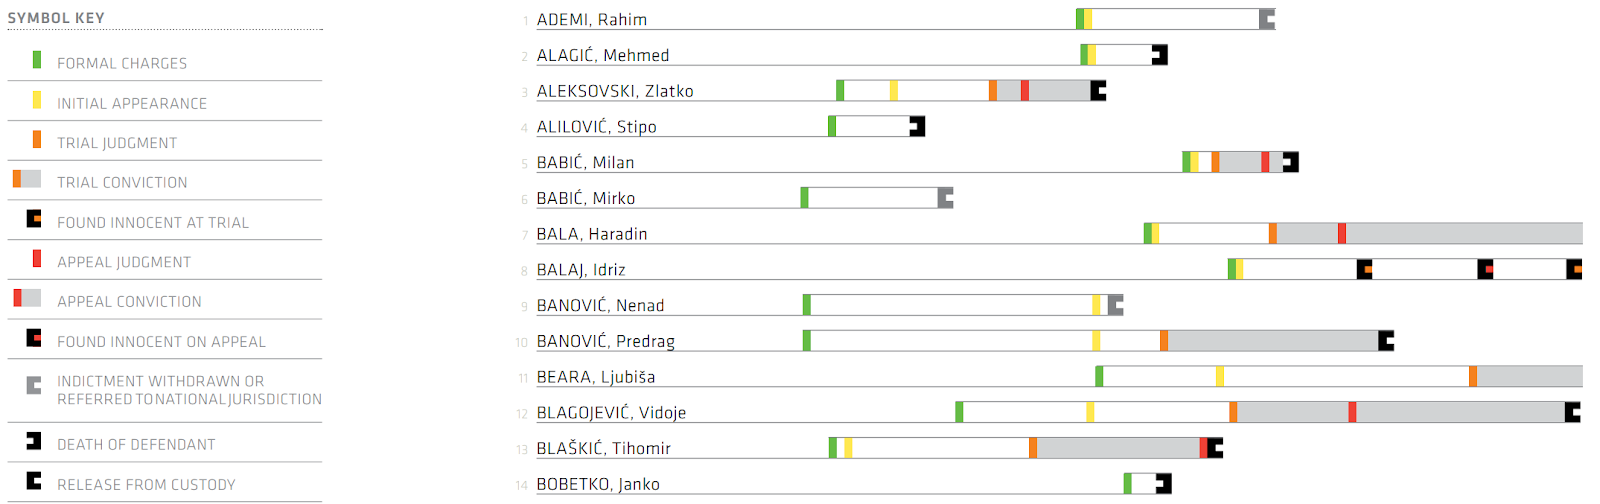 SYMBOL KEY
FORMAL CHARGES
INITIAL APPEARANCE
TRIAL JUDGMENT
TRIAL CONVICTION
FOUND INNOCENT AT TRIAL
APPEAL JUDGMENT
APPEAL CONVICTION
FOUND INNOCENT ON APPEAL
INDICTMENT WITHDRAWN OR
REFERRED TO NATIONAL JURISDICTION
DEATH OF DEFENDANT
RELEASE FROM CUSTODY
1 ADEMI, Rahim
2 ALAGIĆ, Mehmed
3 ALEKSOVSKI, Zlatko
4 ALILOVIĆ, Stipo
5 BABIĆ, Milan
6 BABIĆ, Mirko
7 BALA, Haradin
8 BALAJ, Idriz
9 BANOVIĆ, Nenad
10 BANOVIĆ, Predrag
11 BEARA, Ljubiša
12 BLAGOJEVIĆ, Vidoje
13 BLAŠKIĆ, Tihomir
14 BOBETKO, Janko